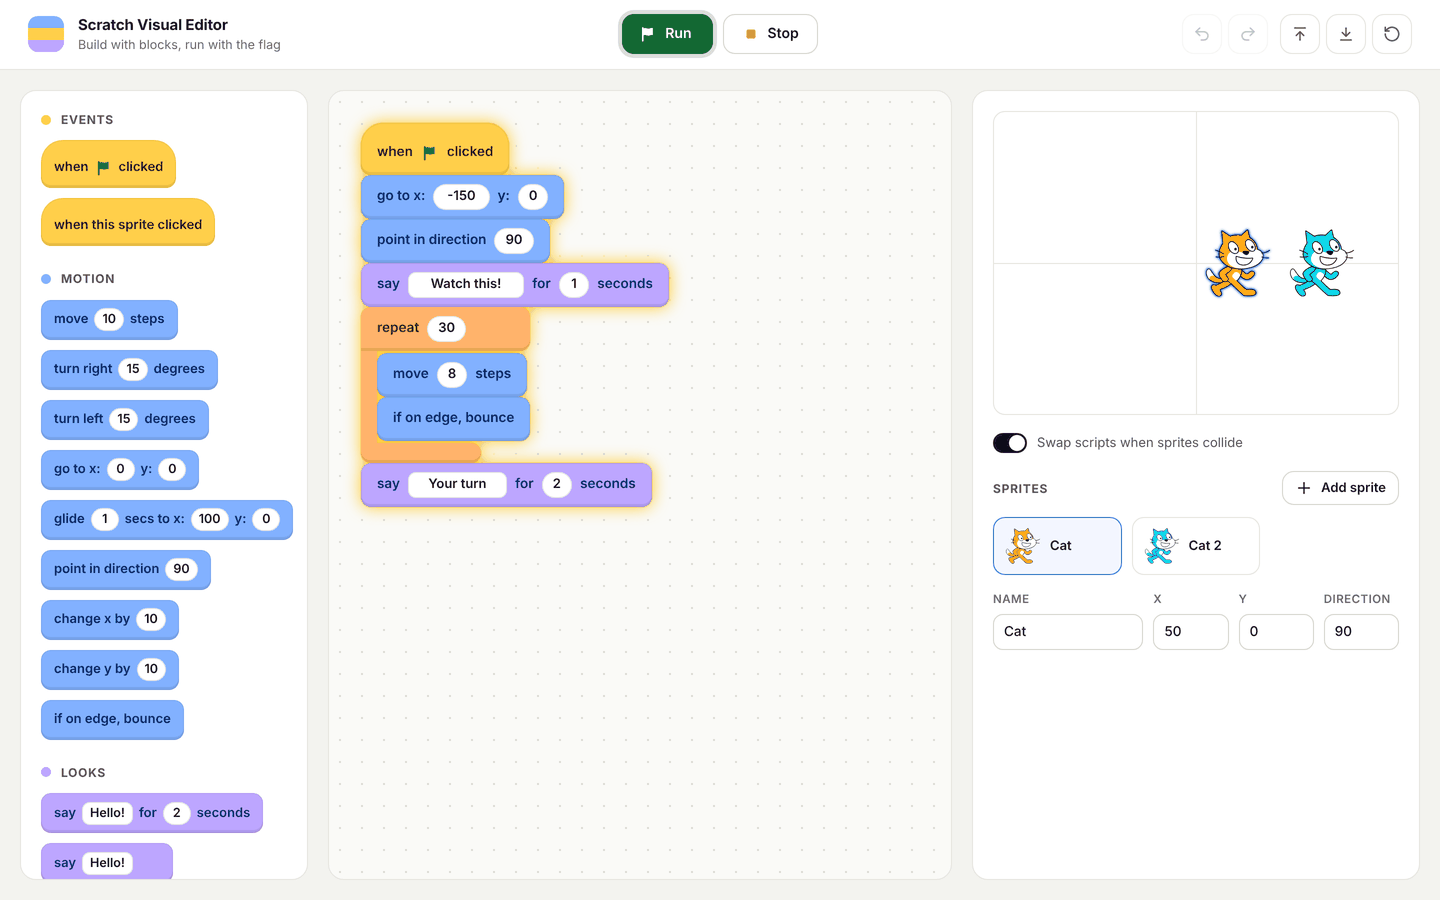 Scratch Visual Editor
Build with blocks, run with the flag
Run
Stop
EVENTS
when clicked
when this sprite clicked
MOTION
move 10 steps
turn right 15 degrees
turn left 15 degrees
go to x: 0 y: 0
glide 1 secs to x: 100 y: 0
point in direction 90
change x by 10
change y by 10
if on edge, bounce
LOOKS
say Hello! for 2 seconds
say Hello!
when clicked
go to x: -150 y: 0
point in direction 90
say Watch this! for 1 seconds
repeat 30
move 8 steps
if on edge, bounce
say Your turn for 2 seconds
Swap scripts when sprites collide
SPRITES
Add sprite
Cat
Cat 2
NAME X Y DIRECTION
Cat 50 0 90